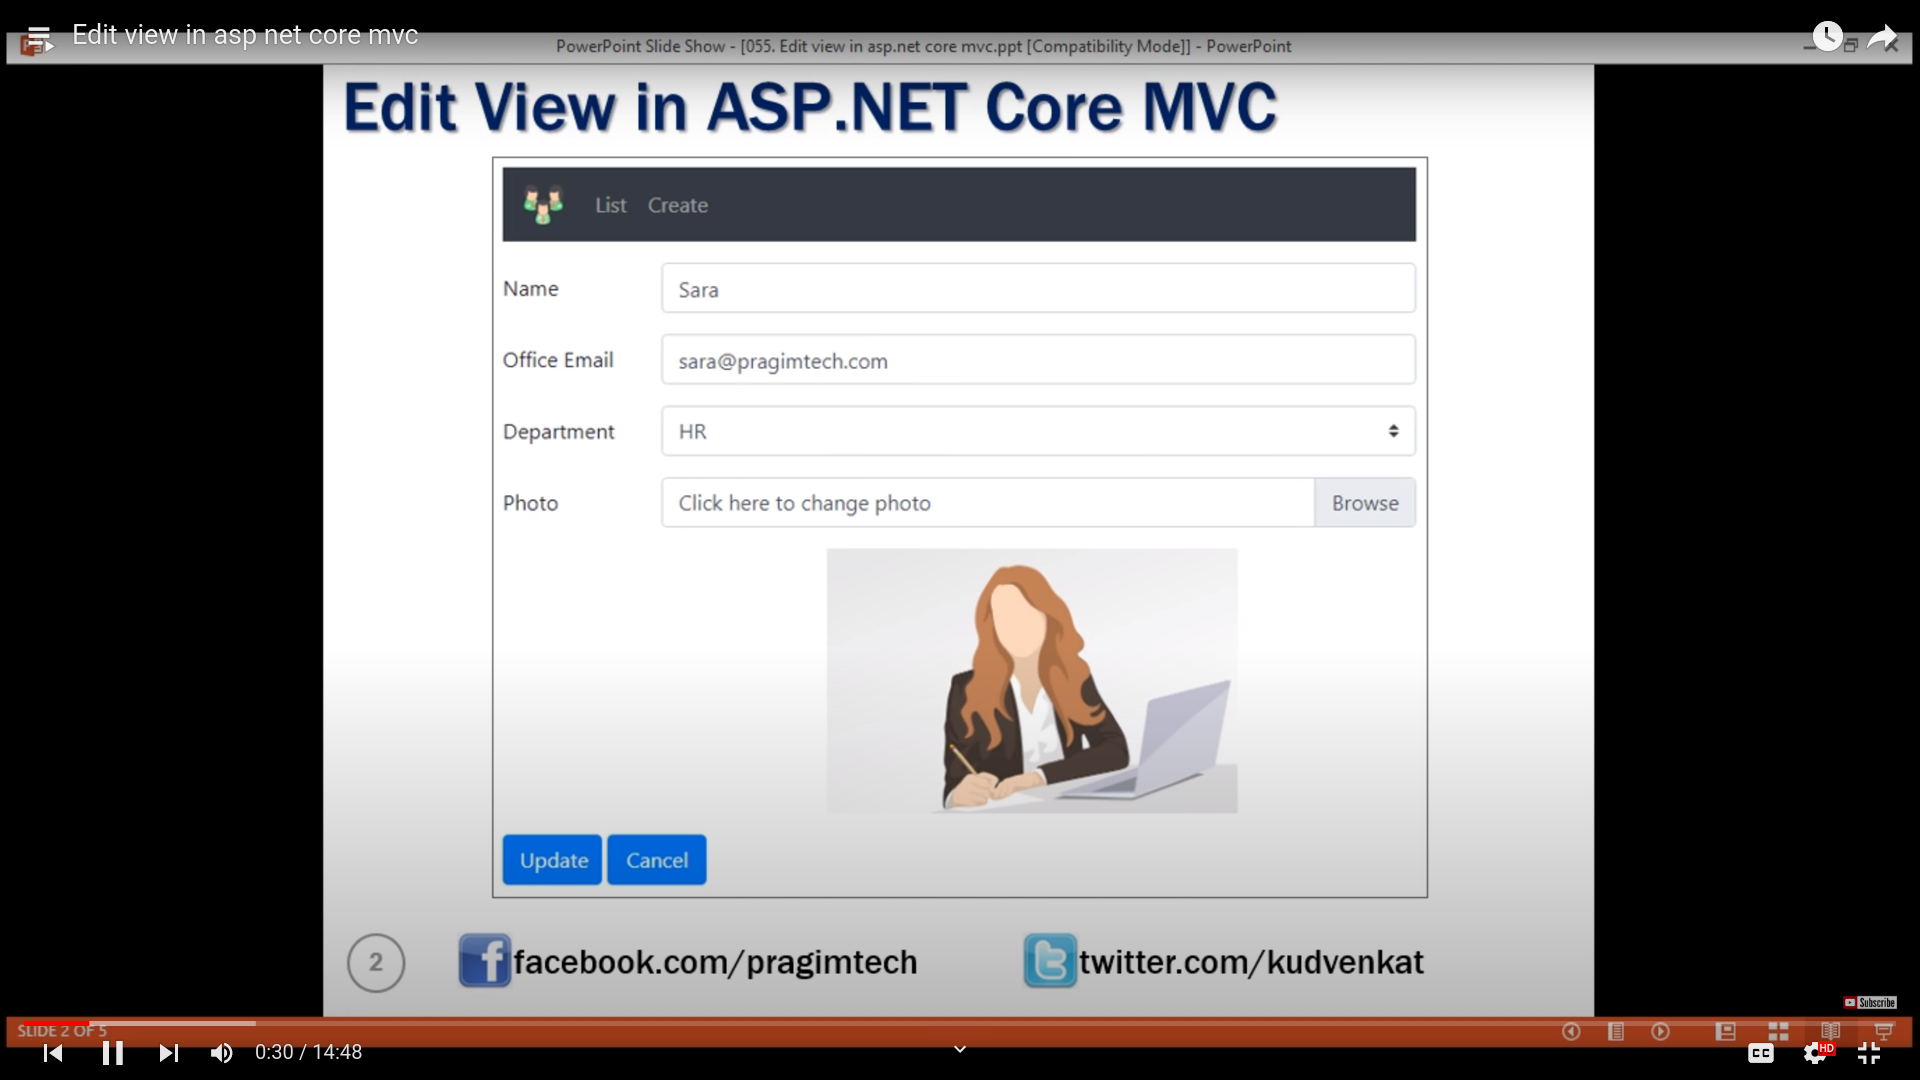 Edit view in asp net core mvc
PowerPoint Slide Show - [055. Edit view in asp.net core mvc.ppt [Compatibility Mode]] - PowerPoint
Edit View in ASP.NET Core MVC
List Create
Name Sara
Office Email sara@pragimtech.com
Department HR
Photo Click here to change photo Browse
Update Cancel
2 facebook.com/pragimtech twitter.com/kudvenkat
Subscribe
SLIDE 2 OF 5
0:30 / 14:48 CC HD